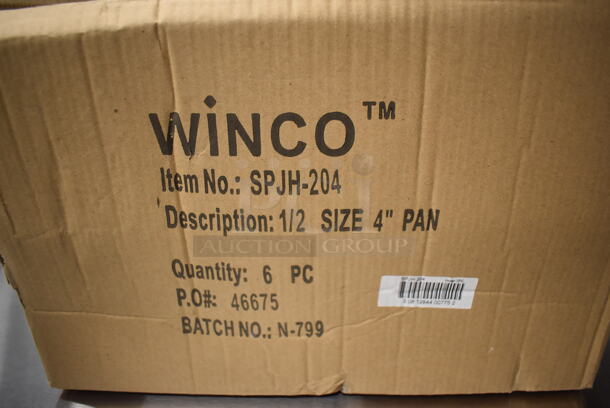 WiNCO™
Item No.: SPJH-204
Description: 1/2 SIZE 4" PAN
AUCTION GROUP
Quantity: 6 PC
P.O#: 46675
BATCH NO.: N-799